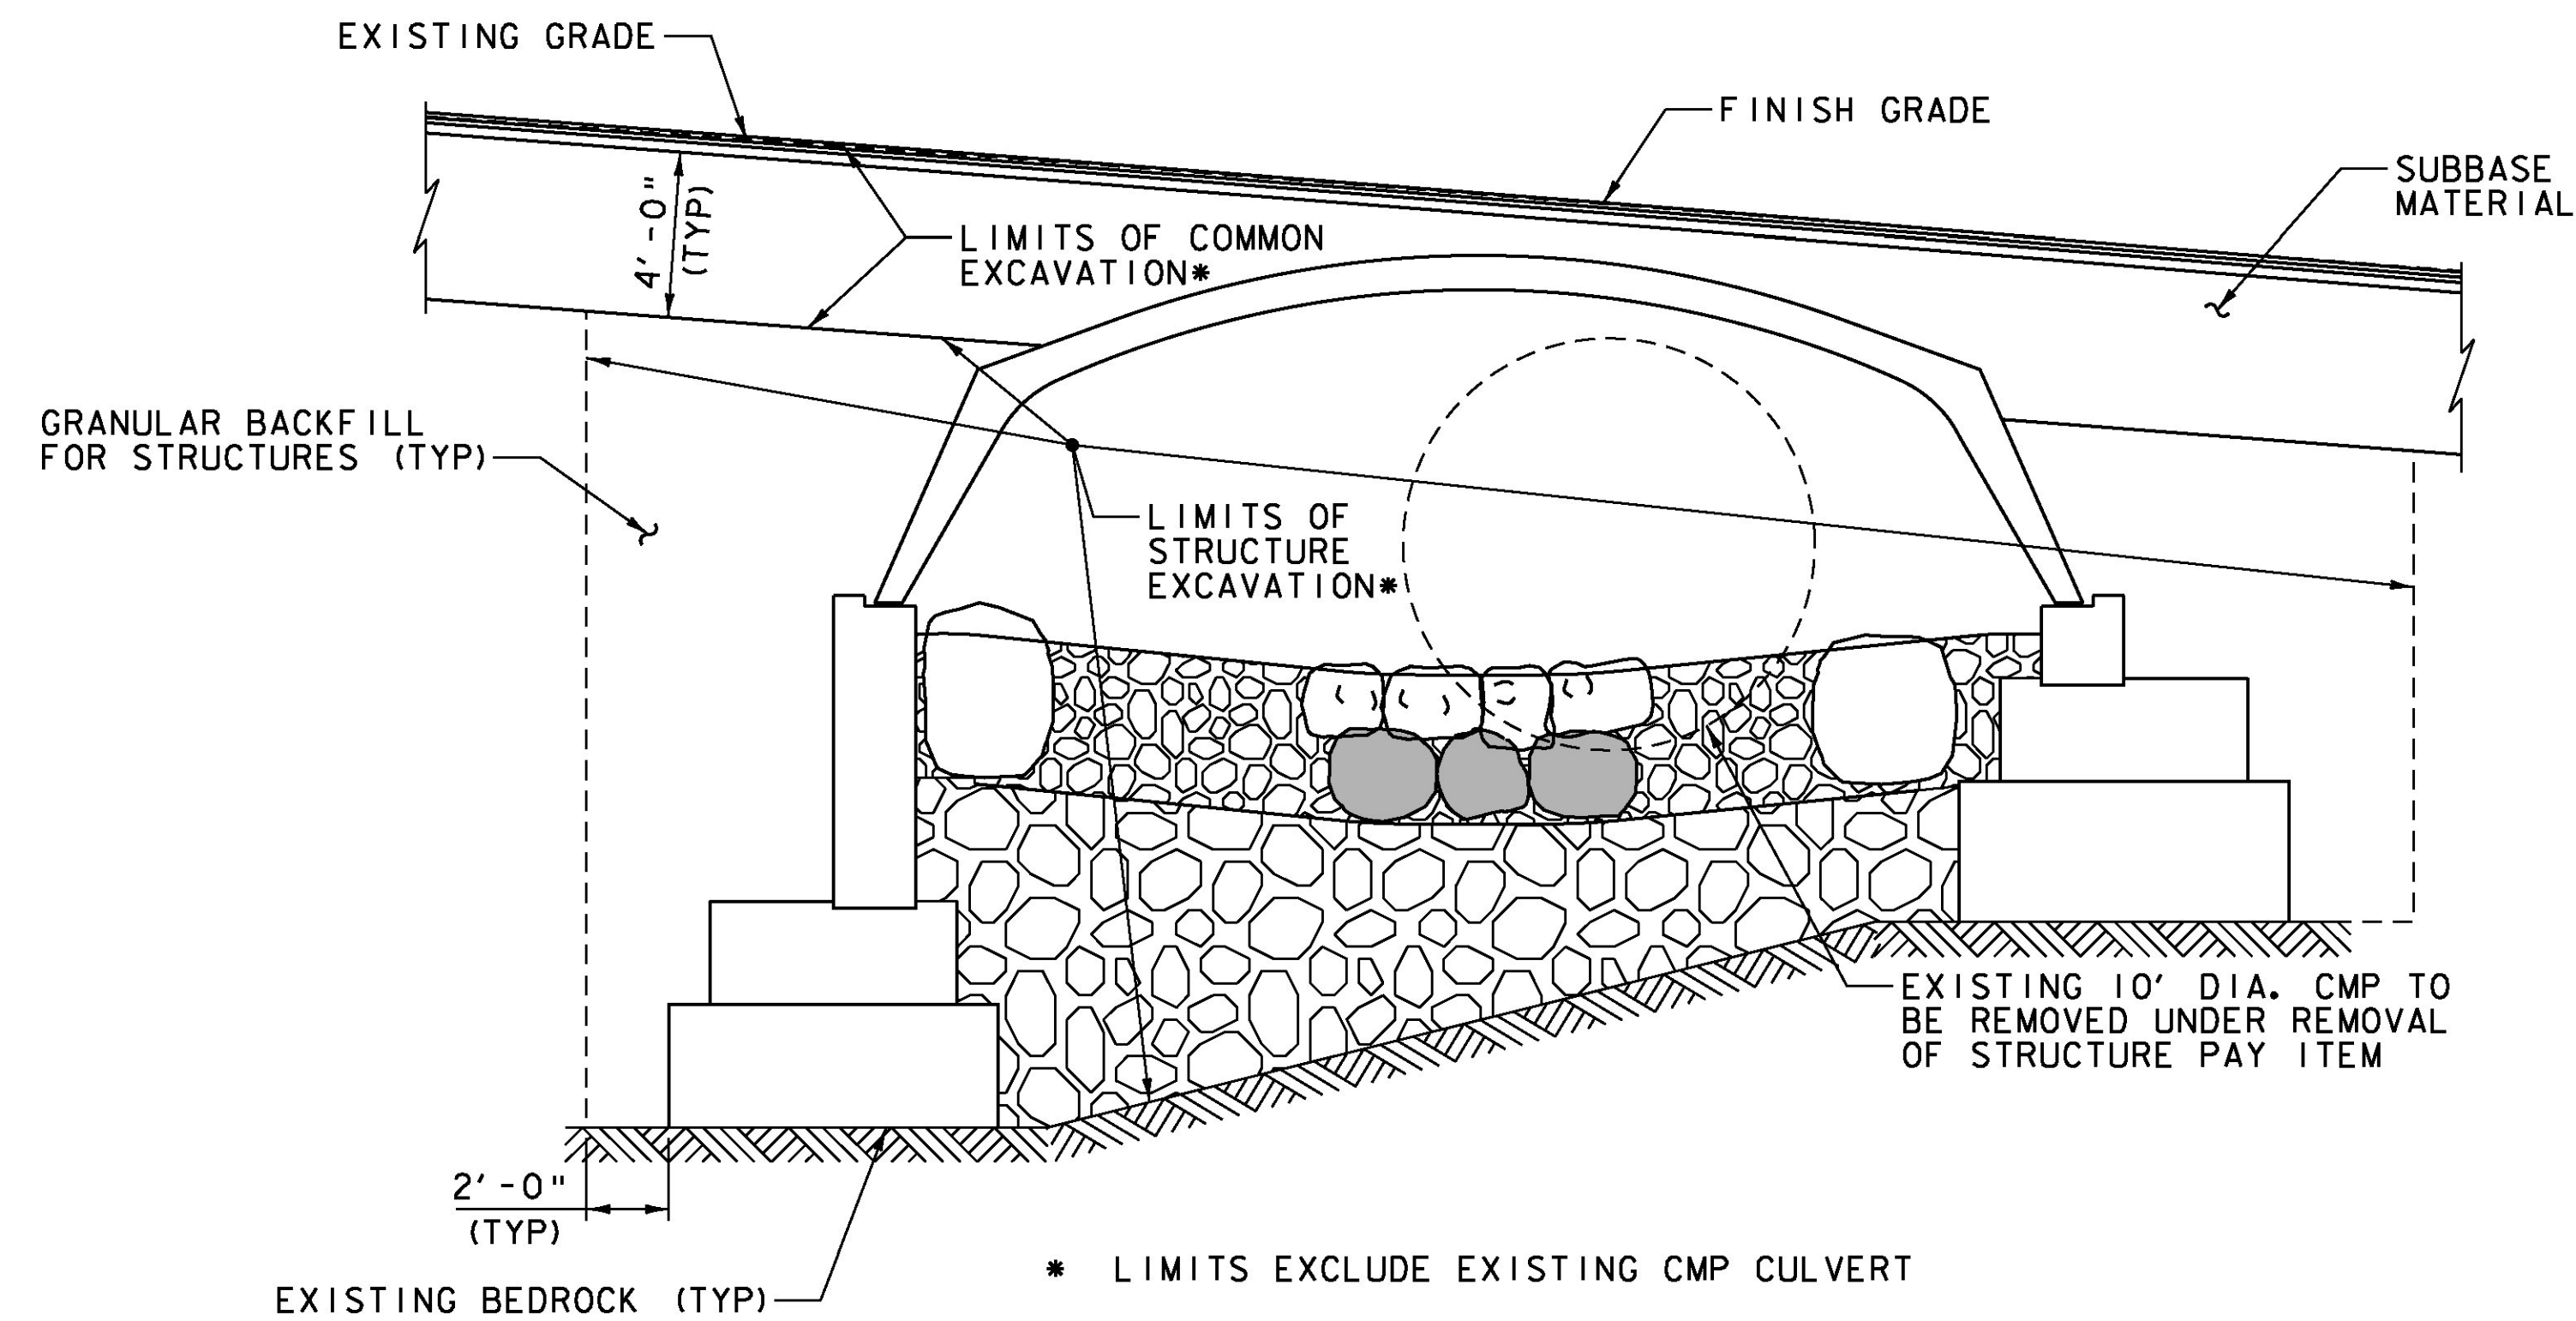 EXISTING GRADE
FINISH GRADE
SUBBASE
MATERIAL
4'-0"
(TYP)
LIMITS OF COMMON
EXCAVATION*
GRANULAR BACKFILL
FOR STRUCTURES (TYP)
LIMITS OF
STRUCTURE
EXCAVATION*
EXISTING 10' DIA. CMP TO
BE REMOVED UNDER REMOVAL
OF STRUCTURE PAY ITEM
2'-0"
(TYP)
* LIMITS EXCLUDE EXISTING CMP CULVERT
EXISTING BEDROCK (TYP)